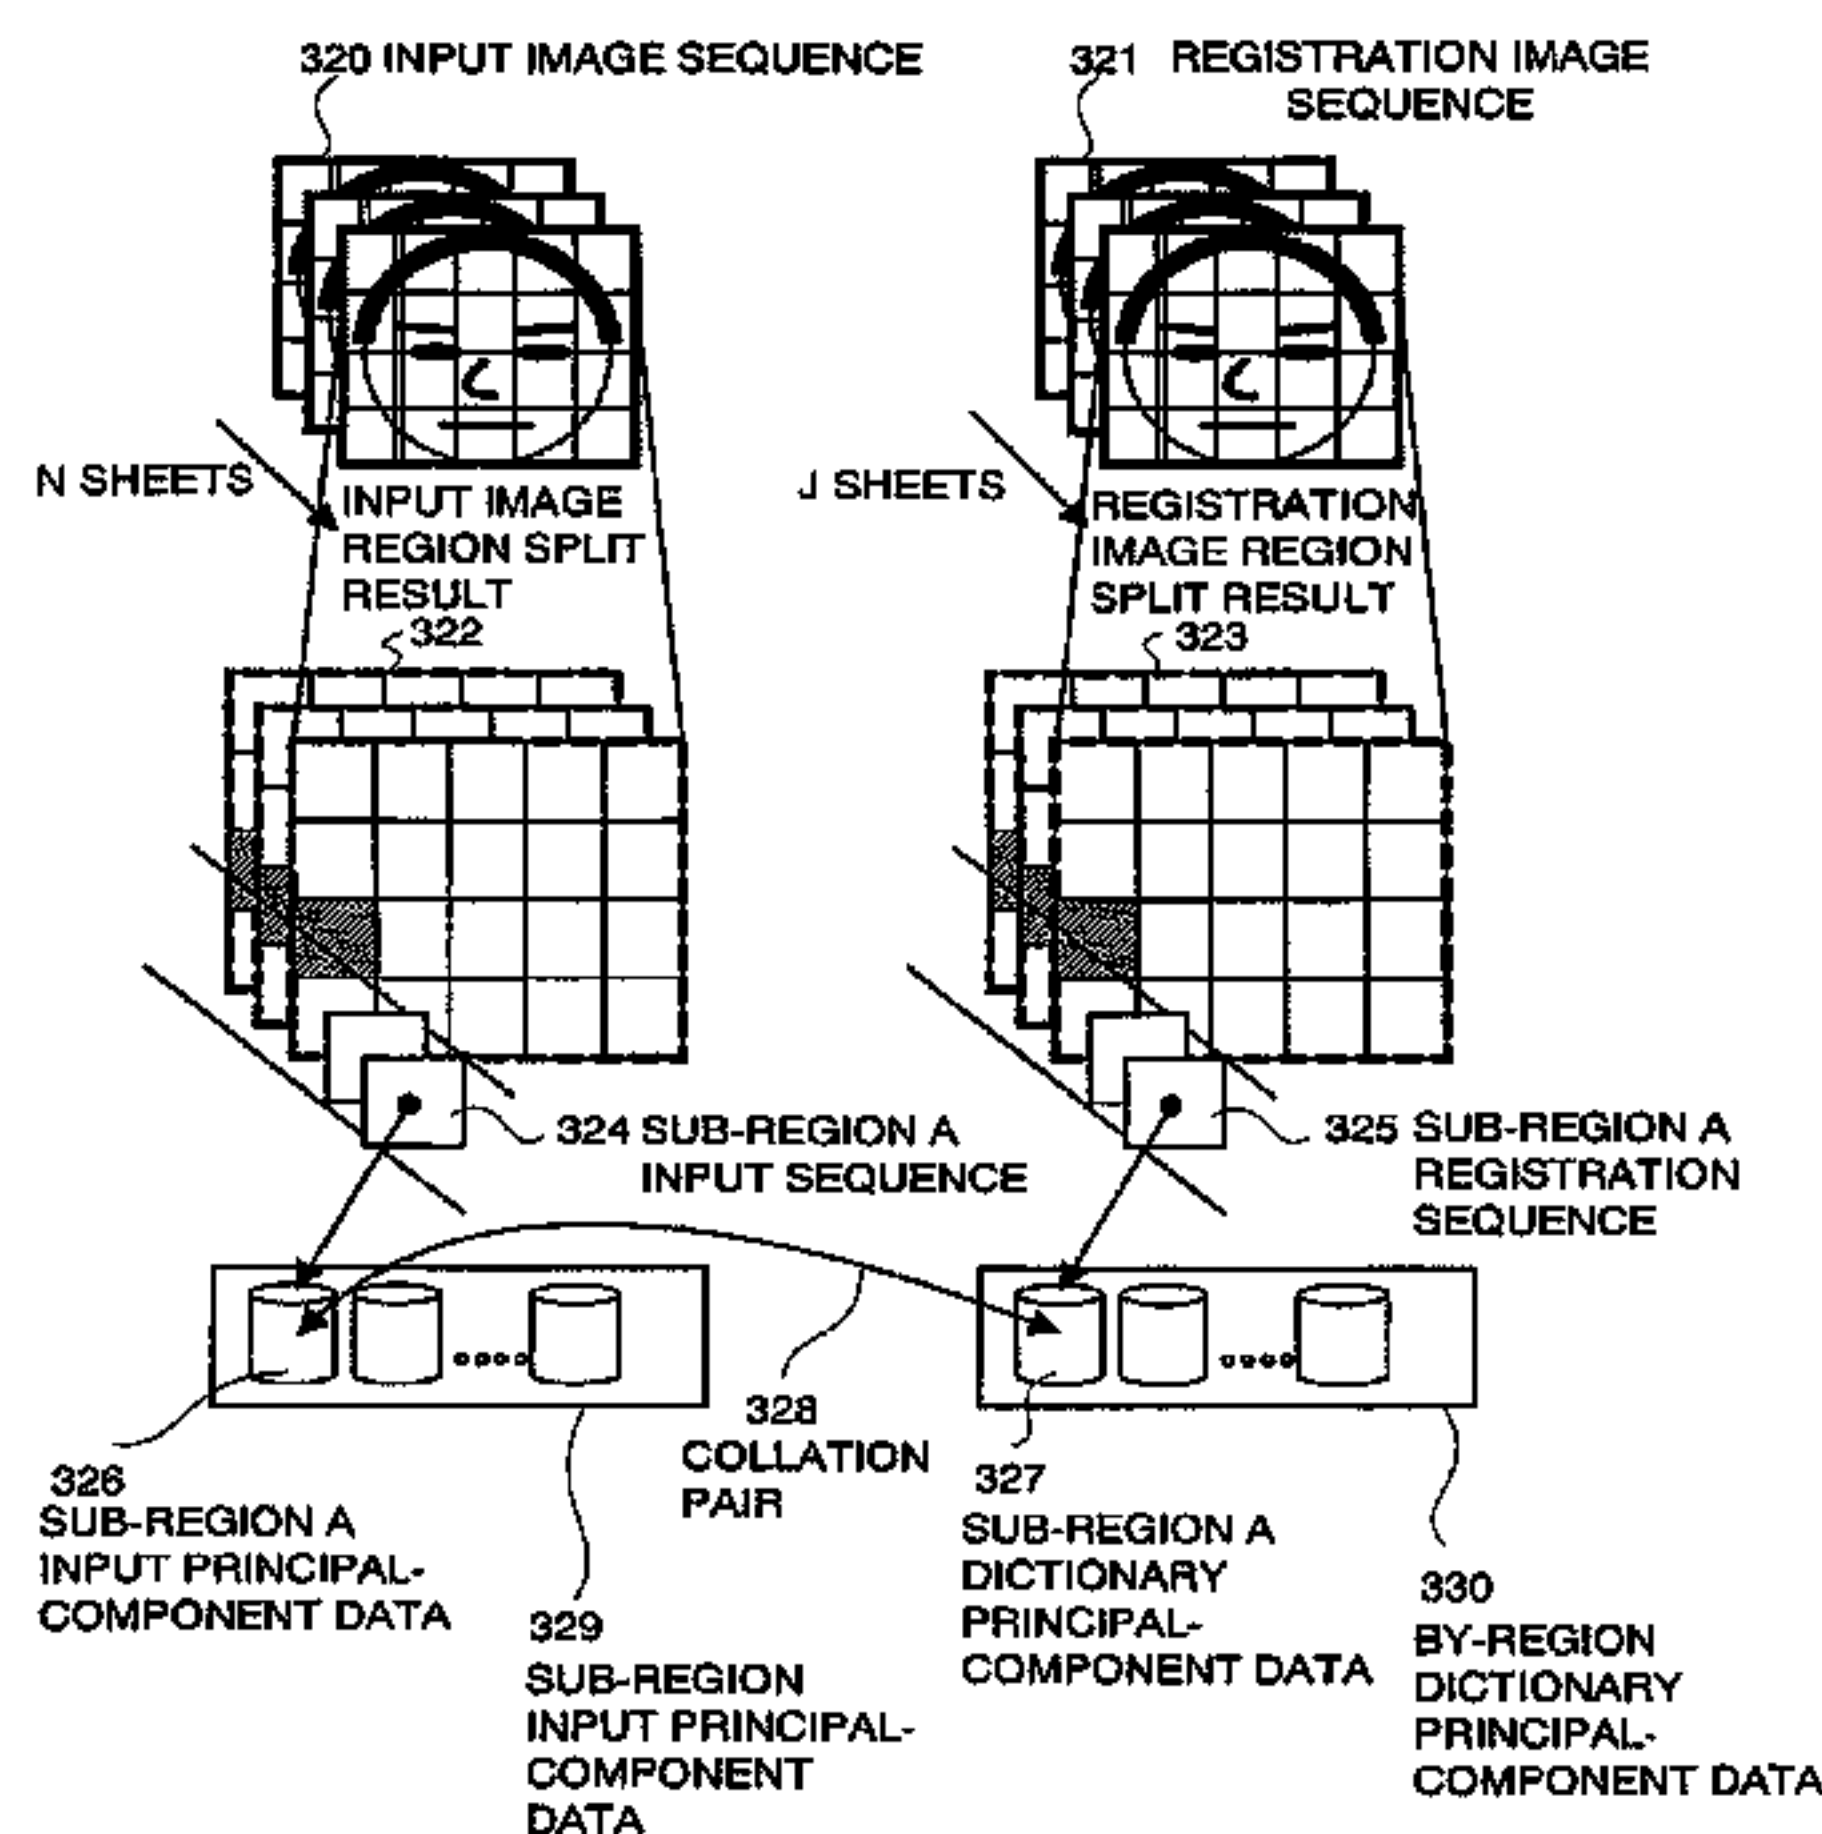 320 INPUT IMAGE SEQUENCE
321 REGISTRATION IMAGE
SEQUENCE
N SHEETS
INPUT IMAGE
REGION SPLIT
RESULT
322
J SHEETS
REGISTRATION
IMAGE REGION
SPLIT RESULT
323
324 SUB-REGION A
INPUT SEQUENCE
325 SUB-REGION A
REGISTRATION
SEQUENCE
326
SUB-REGION A
INPUT PRINCIPAL-
COMPONENT DATA
329
SUB-REGION
INPUT PRINCIPAL-
COMPONENT
DATA
328
COLLATION
PAIR
327
SUB-REGION A
DICTIONARY
PRINCIPAL-
COMPONENT DATA
330
BY-REGION
DICTIONARY
PRINCIPAL-
COMPONENT DATA